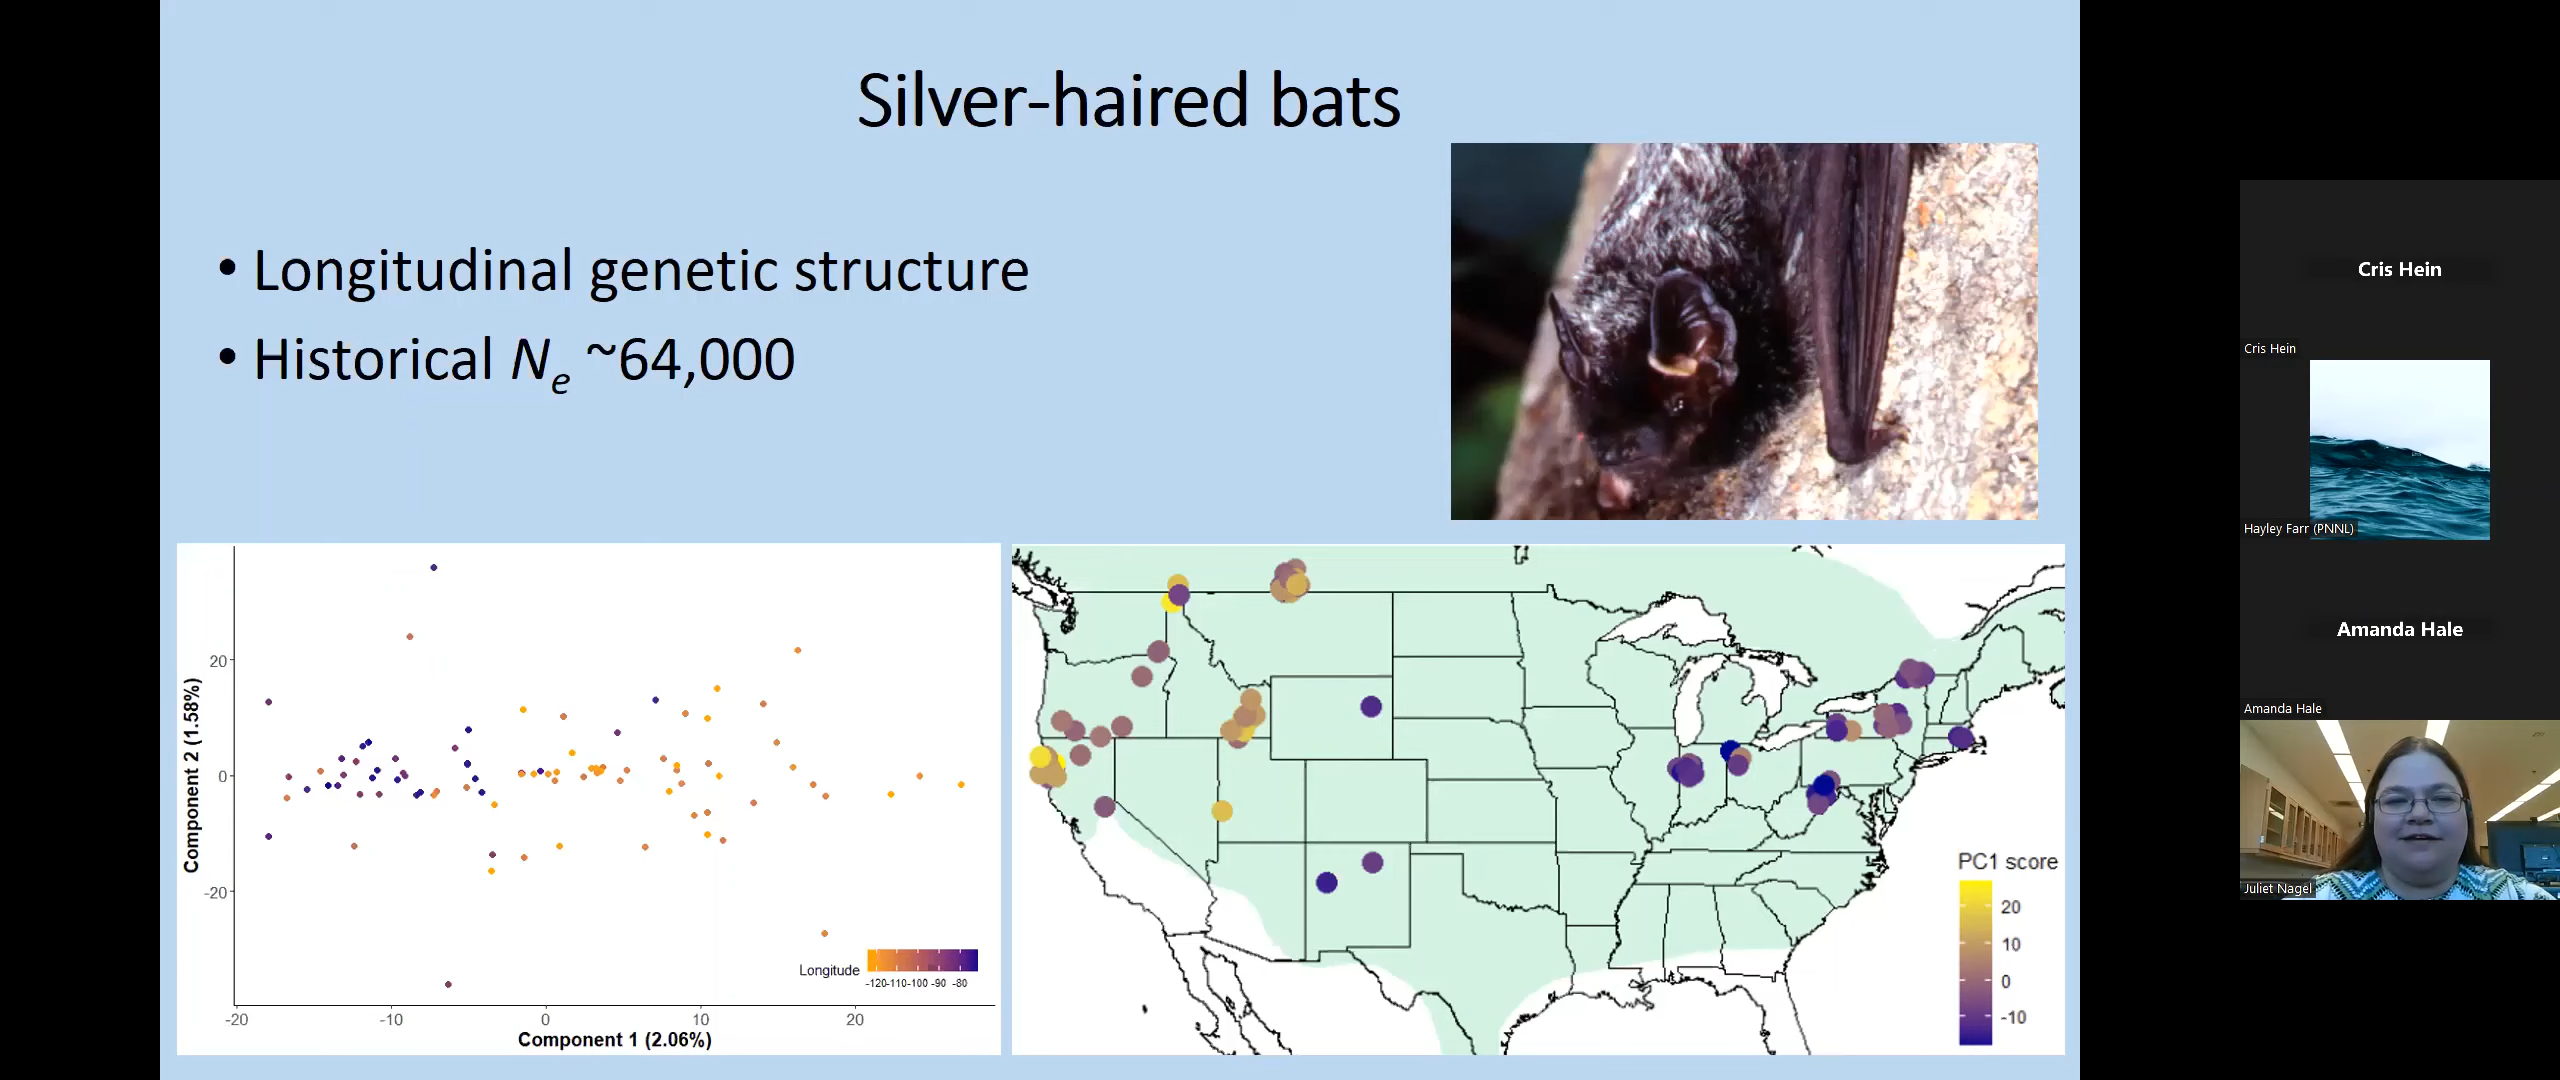 Silver-haired bats
• Longitudinal genetic structure
• Historical Ne ~64,000
20
0
-20
Component 2 (1.58%)
Longitude
-120-110-100 -90 -80
-20 -10 0 10 20
Component 1 (2.06%)
PC1 score
20
10
0
-10
Cris Hein
Cris Hein
Hayley Farr (PNNL)
Amanda Hale
Amanda Hale
Juliet Nagel